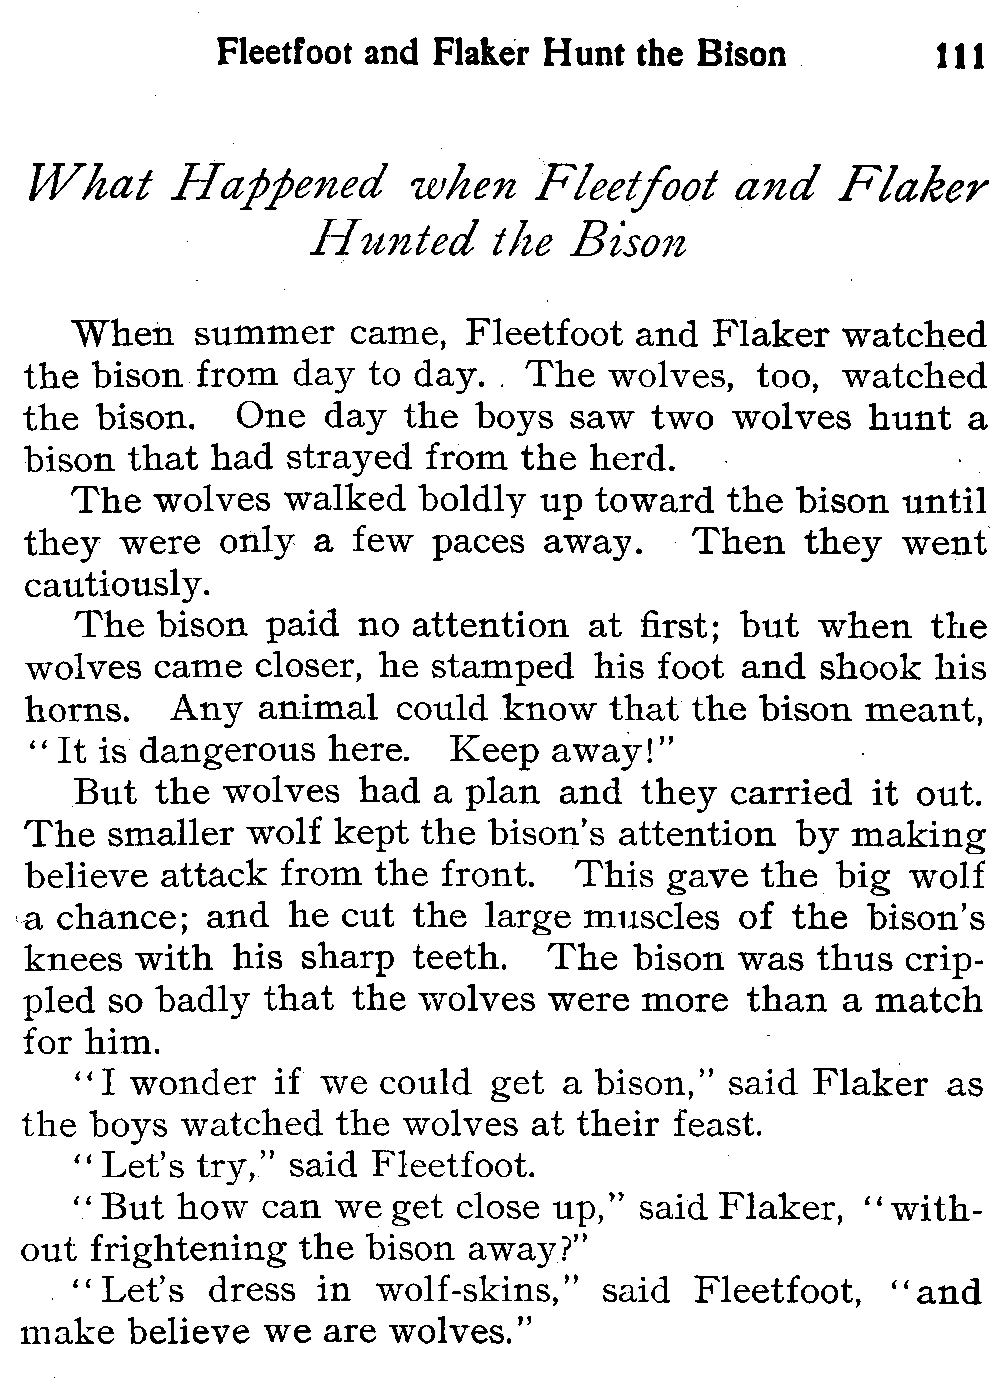 Fleetfoot and Flaker Hunt the Bison 111
What Happened when Fleetfoot and Flaker
Hunted the Bison
When summer came, Fleetfoot and Flaker watched
the bison from day to day. The wolves, too, watched
the bison. One day the boys saw two wolves hunt a
bison that had strayed from the herd.
The wolves walked boldly up toward the bison until
they were only a few paces away. Then they went
cautiously.
The bison paid no attention at first; but when the
wolves came closer, he stamped his foot and shook his
horns. Any animal could know that the bison meant,
"It is dangerous here. Keep away!"
But the wolves had a plan and they carried it out.
The smaller wolf kept the bison's attention by making
believe attack from the front. This gave the big wolf
a chance; and he cut the large muscles of the bison's
knees with his sharp teeth. The bison was thus crip-
pled so badly that the wolves were more than a match
for him.
"I wonder if we could get a bison," said Flaker as
the boys watched the wolves at their feast.
"Let's try," said Fleetfoot.
"But how can we get close up," said Flaker, "with-
out frightening the bison away?"
"Let's dress in wolf-skins," said Fleetfoot, "and
make believe we are wolves."